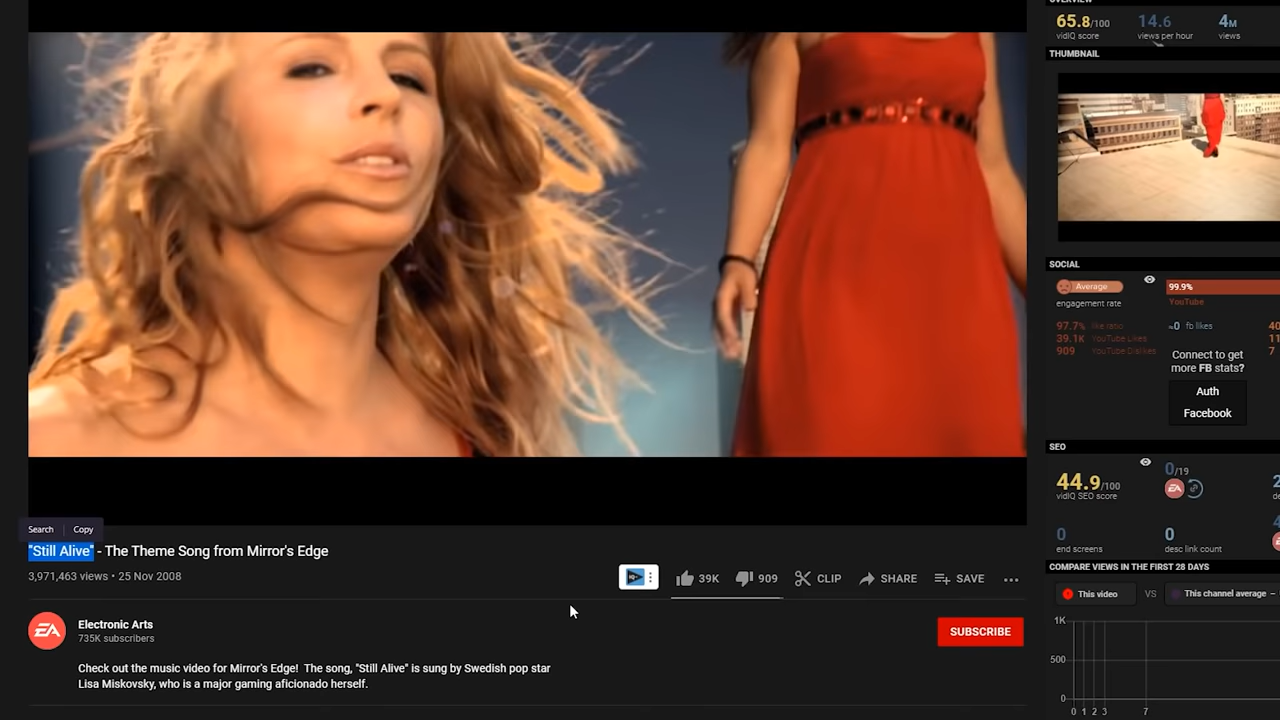 OVERVIEW
65.8/100
14.6
4M
vidIQ score
views per hour
views
THUMBNAIL
SOCIAL
Average
99.9%
engagement rate
YouTube
97.7% like ratio
≈0 fb likes
40
39.1K YouTube Likes
11
909 YouTube Dislikes
7
Connect to get
more FB stats?
Auth
Facebook
SEO
44.9/100
0/19
EA
2
vidIQ SEO score
0
0
end screens
desc link count
COMPARE VIEWS IN THE FIRST 28 DAYS
This video
VS
This channel average –
1K
500
0
0 1 2 3 7
Search
Copy
"Still Alive" - The Theme Song from Mirror's Edge
3,971,463 views • 25 Nov 2008
39K
909
CLIP
SHARE
SAVE
EA
Electronic Arts
735K subscribers
SUBSCRIBE
Check out the music video for Mirror's Edge! The song, "Still Alive" is sung by Swedish pop star
Lisa Miskovsky, who is a major gaming aficionado herself.